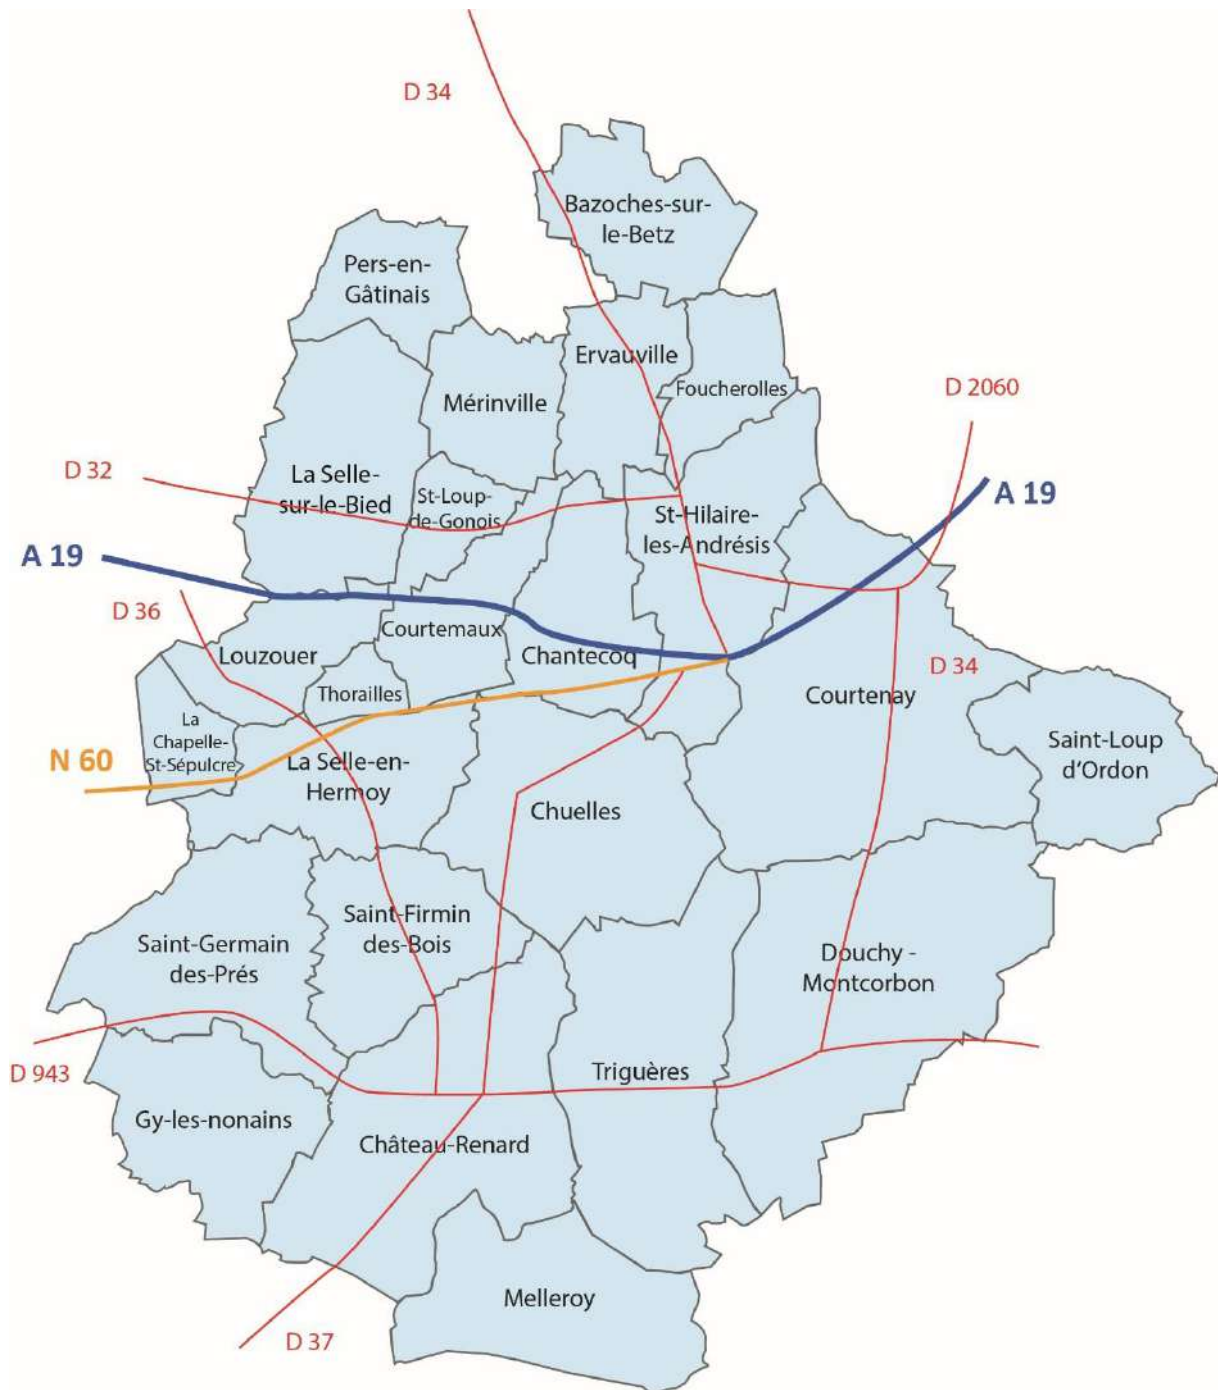 D 34
Bazoches-sur-
le-Betz
Pers-en-
Gâtinais
Ervauville
Foucherolles
D 2060
Mérinville
D 32
La Selle-
sur-le-Bied
St-Loup-
de-Gonois
A 19
St-Hilaire-
les-Andrésis
A 19
D 36
Courtemaux
Louzouer
Chantecoq
D 34
Thorailles
Courtenay
La
Chapelle-
St-Sépulcre
N 60
La Selle-en-
Hermoy
Saint-Loup
d'Ordon
Chuelles
Saint-Firmin
des-Bois
Saint-Germain
des-Prés
Douchy -
Montcorbon
D 943
Triguères
Gy-les-nonains
Château-Renard
Melleroy
D 37